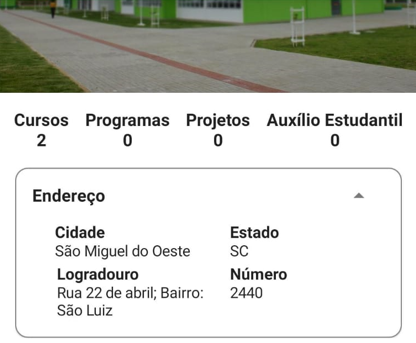 Cursos Programas Projetos Auxílio Estudantil
2 0 0 0
Endereço
Cidade Estado
São Miguel do Oeste SC
Logradouro Número
Rua 22 de abril; Bairro: 2440
São Luiz